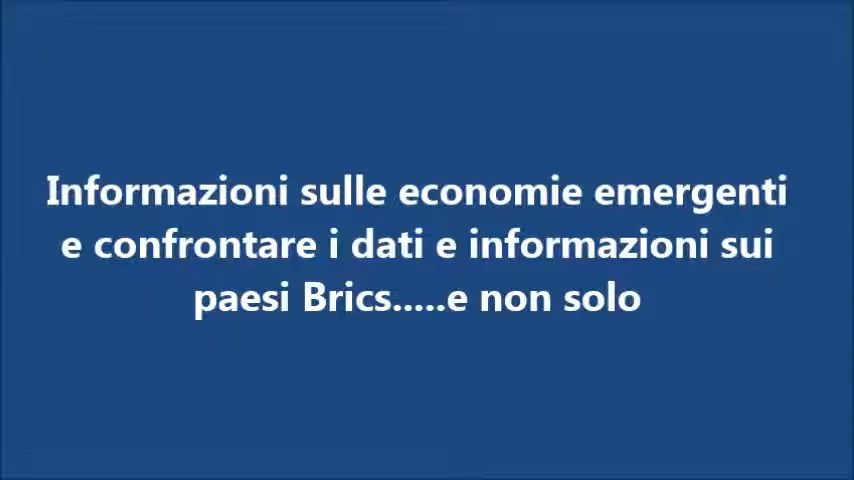 Informazioni sulle economie emergenti
e confrontare i dati e informazioni sui
paesi Brics.....e non solo